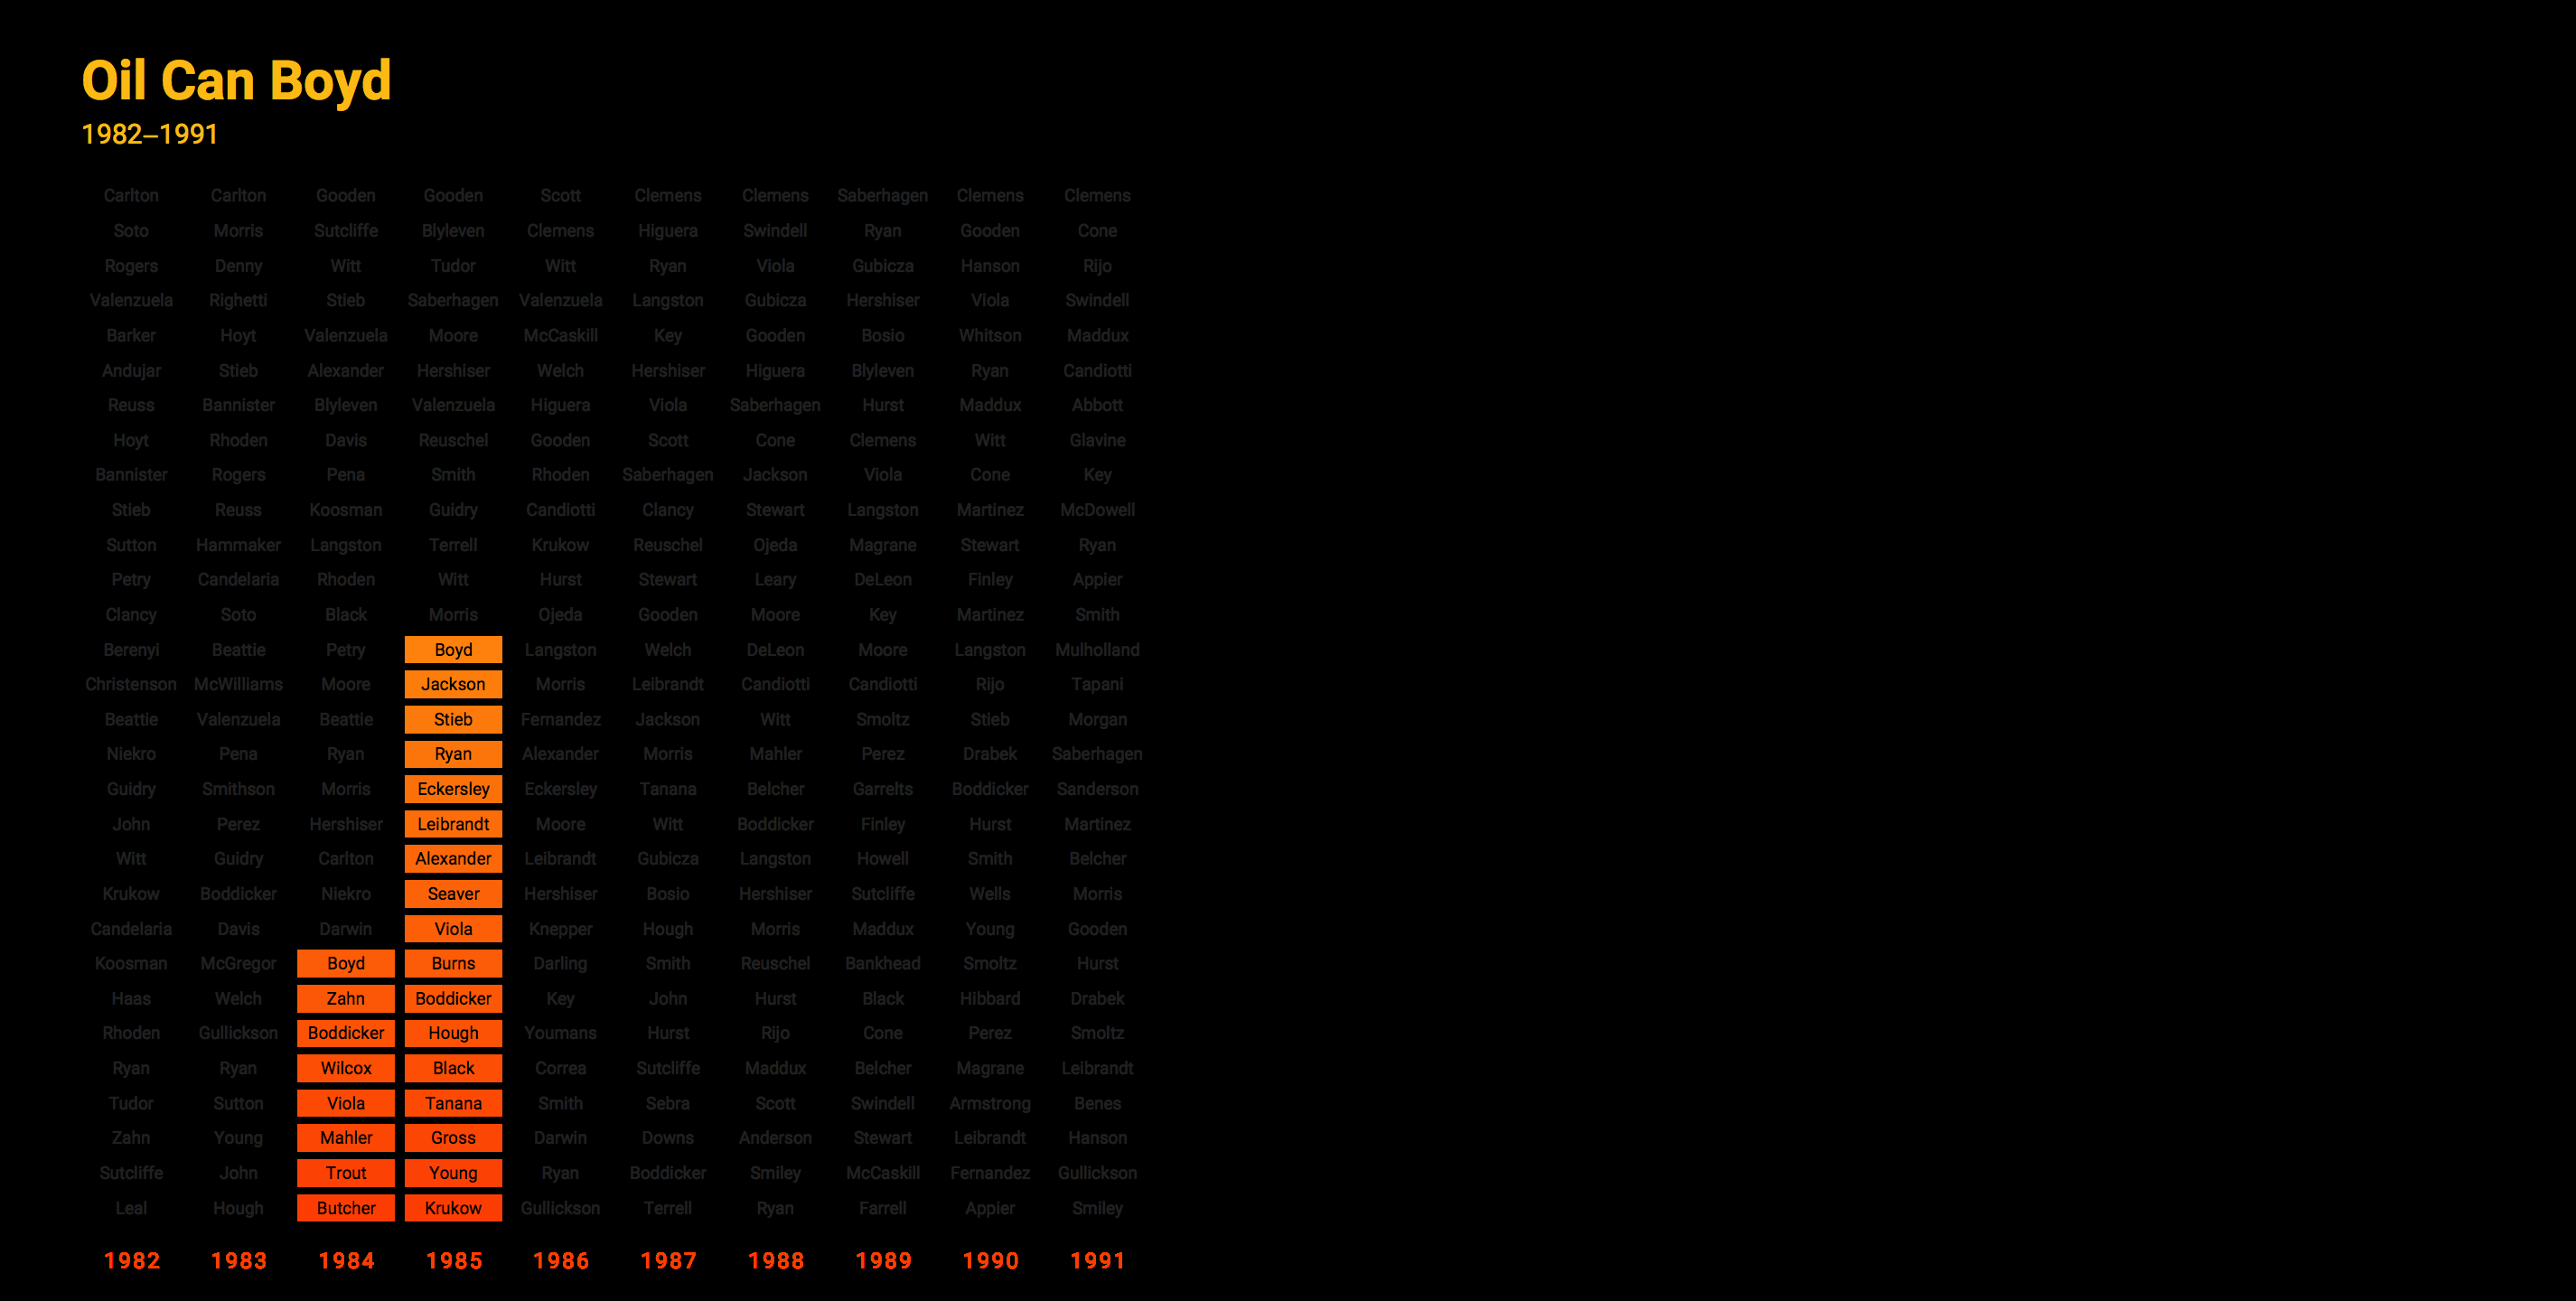 Oil Can Boyd
1982–1991
Carlton Carlton Gooden Gooden Scott Clemens Clemens Saberhagen Clemens Clemens
Soto Morris Sutcliffe Blyleven Clemens Higuera Swindell Ryan Gooden Cone
Rogers Denny Witt Tudor Witt Ryan Viola Gubicza Hanson Rijo
Valenzuela Righetti Stieb Saberhagen Valenzuela Langston Gubicza Hershiser Viola Swindell
Barker Hoyt Valenzuela Moore McCaskill Key Gooden Bosio Whitson Maddux
Andujar Stieb Alexander Hershiser Welch Hershiser Higuera Blyleven Ryan Candiotti
Reuss Bannister Blyleven Valenzuela Higuera Viola Saberhagen Hurst Maddux Abbott
Hoyt Rhoden Davis Reuschel Gooden Scott Cone Clemens Witt Glavine
Bannister Rogers Pena Smith Rhoden Saberhagen Jackson Viola Cone Key
Stieb Reuss Koosman Guidry Candiotti Clancy Stewart Langston Martinez McDowell
Sutton Hammaker Langston Terrell Krukow Reuschel Ojeda Magrane Stewart Ryan
Petry Candelaria Rhoden Witt Hurst Stewart Leary DeLeon Finley Appier
Clancy Soto Black Morris Ojeda Gooden Moore Key Martinez Smith
Berenyi Beattie Petry Boyd Langston Welch DeLeon Moore Langston Mulholland
Christenson McWilliams Moore Jackson Morris Leibrandt Candiotti Candiotti Rijo Tapani
Beattie Valenzuela Beattie Stieb Fernandez Jackson Witt Smoltz Stieb Morgan
Niekro Pena Ryan Ryan Alexander Morris Mahler Perez Drabek Saberhagen
Guidry Smithson Morris Eckersley Eckersley Tanana Belcher Garrelts Boddicker Sanderson
John Perez Hershiser Leibrandt Moore Witt Boddicker Finley Hurst Martinez
Witt Guidry Carlton Alexander Leibrandt Gubicza Langston Howell Smith Belcher
Krukow Boddicker Niekro Seaver Hershiser Bosio Hershiser Sutcliffe Wells Morris
Candelaria Davis Darwin Viola Knepper Hough Morris Maddux Young Gooden
Koosman McGregor Boyd Burns Darling Smith Reuschel Bankhead Smoltz Hurst
Haas Welch Zahn Boddicker Key John Hurst Black Hibbard Drabek
Rhoden Gullickson Boddicker Hough Youmans Hurst Rijo Cone Perez Smoltz
Ryan Ryan Wilcox Black Correa Sutcliffe Maddux Belcher Magrane Leibrandt
Tudor Sutton Viola Tanana Smith Sebra Scott Swindell Armstrong Benes
Zahn Young Mahler Gross Darwin Downs Anderson Stewart Leibrandt Hanson
Sutcliffe John Trout Young Ryan Boddicker Smiley McCaskill Fernandez Gullickson
Leal Hough Butcher Krukow Gullickson Terrell Ryan Farrell Appier Smiley
1982 1983 1984 1985 1986 1987 1988 1989 1990 1991